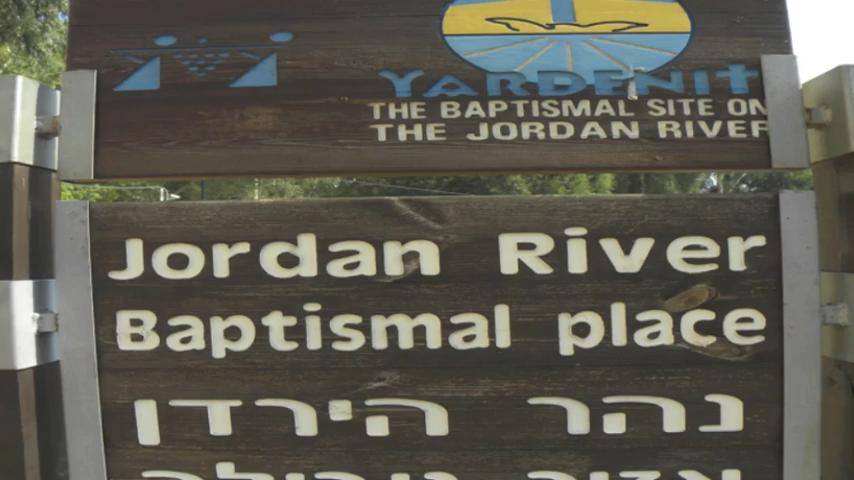 YARDENIT
THE BAPTISMAL SITE ON
THE JORDAN RIVER
Jordan River
Baptismal place
נהר הירדן